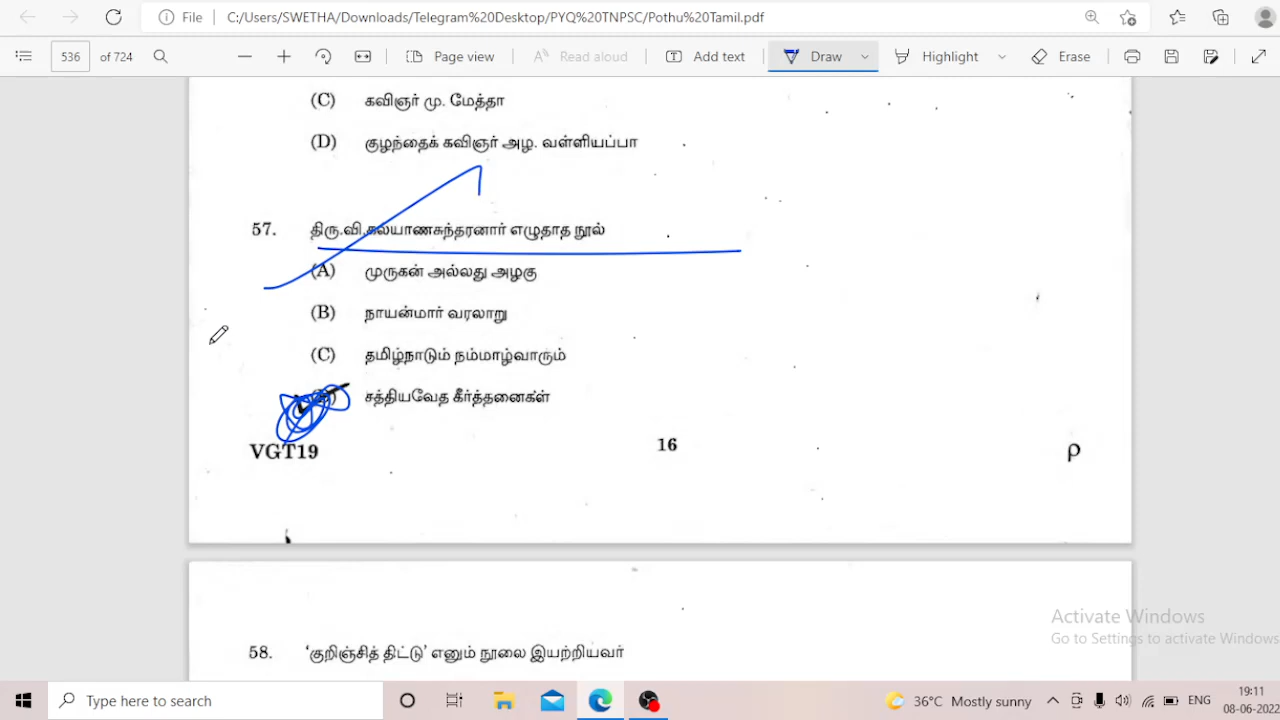 File
C:/Users/SWETHA/Downloads/Telegram%20Desktop/PYQ%20TNPSC/Pothu%20Tamil.pdf
536 of 724
Page view
Read aloud
Add text
Draw
Highlight
Erase
(C) கவிஞர் மு. மேத்தா
(D) குழந்தைக் கவிஞர் அழ. வள்ளியப்பா
57. திரு.வி.கல்யாணசுந்தரனார் எழுதாத நூல்
(A) முருகன் அல்லது அழகு
(B) நாயன்மார் வரலாறு
(C) தமிழ்நாடும் நம்மாழ்வாரும்
சத்தியவேத கீர்த்தனைகள்
VGT19 16 ρ
58. 'குறிஞ்சித் திட்டு' எனும் நூலை இயற்றியவர்
Activate Windows
Go to Settings to activate Windows
Type here to search
36°C Mostly sunny
ENG
19:11
08-06-2022